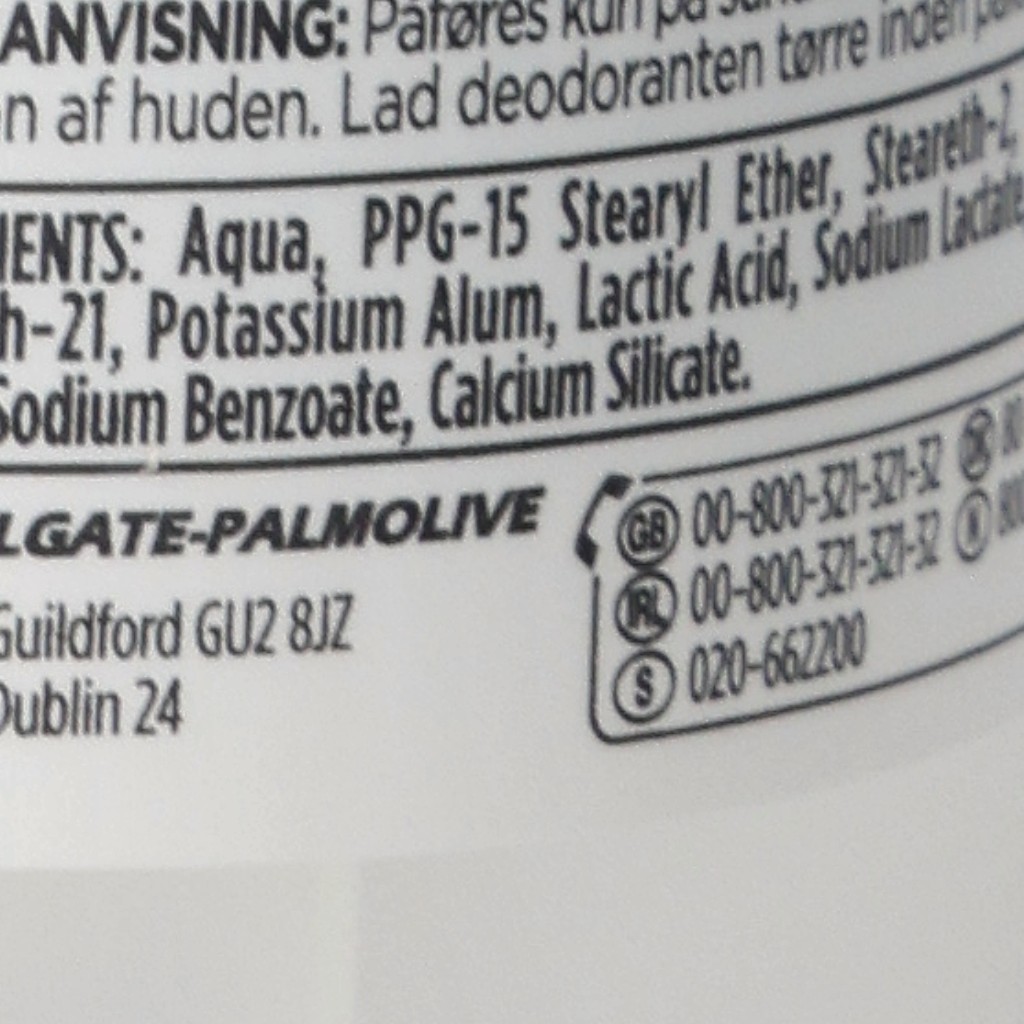 ANVISNING: Påføres kun på
n af huden. Lad deodoranten tørre inden
IENTS: Aqua, PPG-15 Stearyl Ether, Steareth-2,
h-21, Potassium Alum, Lactic Acid, Sodium Lactate
Sodium Benzoate, Calcium Silicate.
LGATE-PALMOLIVE
Guildford GU2 8JZ
Dublin 24
GB 00-800-321-321-32
IRL 00-800-321-321-32
S 020-662200